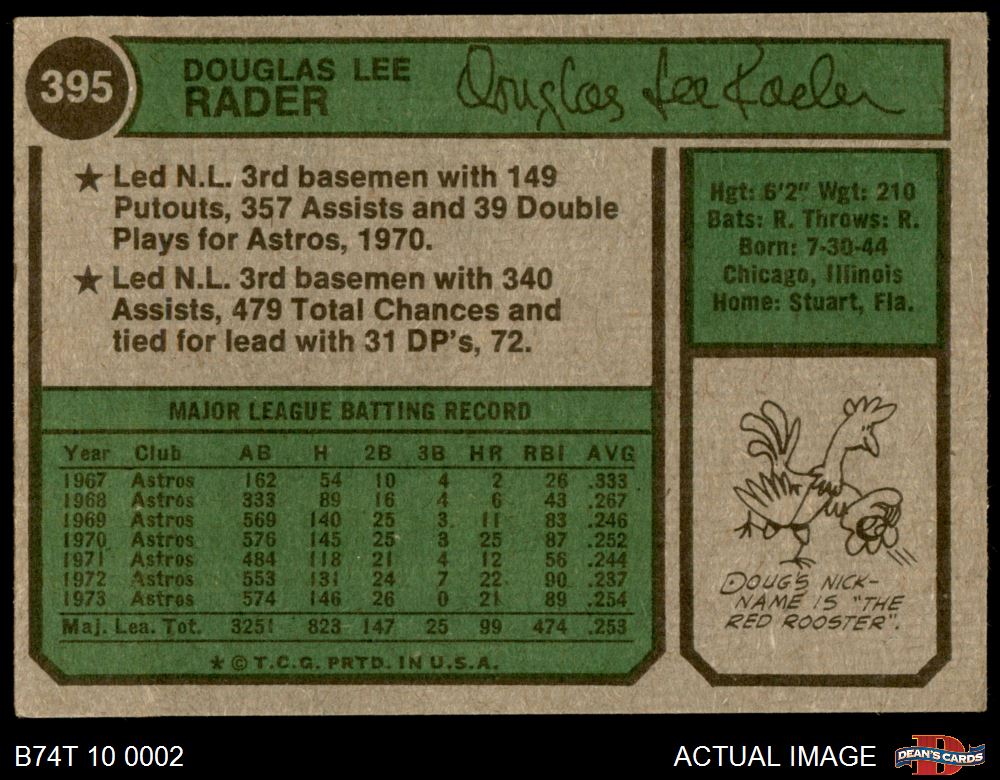 395
DOUGLAS LEE
RADER
Douglas Lee Rader
★ Led N.L. 3rd basemen with 149
Putouts, 357 Assists and 39 Double
Plays for Astros, 1970.
★ Led N.L. 3rd basemen with 340
Assists, 479 Total Chances and
tied for lead with 31 DP's, 72.
Hgt: 6'2" Wgt: 210
Bats: R. Throws: R.
Born: 7-30-44
Chicago, Illinois
Home: Stuart, Fla.
MAJOR LEAGUE BATTING RECORD
Year Club AB H 2B 3B HR RBI AVG
1967 Astros 162 54 10 4 2 26 .333
1968 Astros 333 89 16 4 6 43 .267
1969 Astros 569 140 25 3 11 83 .246
1970 Astros 576 145 25 3 25 87 .252
1971 Astros 484 118 21 4 12 56 .244
1972 Astros 553 131 24 7 22 90 .237
1973 Astros 574 146 26 0 21 89 .254
Maj. Lea. Tot. 3251 823 147 25 99 474 .253
★ © T.C.G. PRTD. IN U.S.A.
DOUG'S NICK-
NAME IS "THE
RED ROOSTER".
B74T 10 0002
ACTUAL IMAGE
DEAN'S CARDS